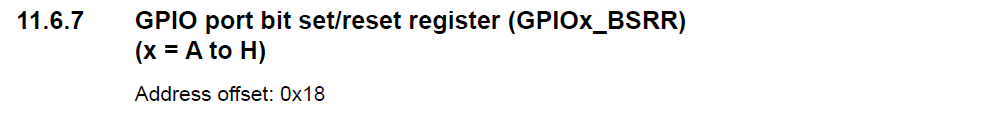 11.6.7 GPIO port bit set/reset register (GPIOx_BSRR)
(x = A to H)
Address offset: 0x18